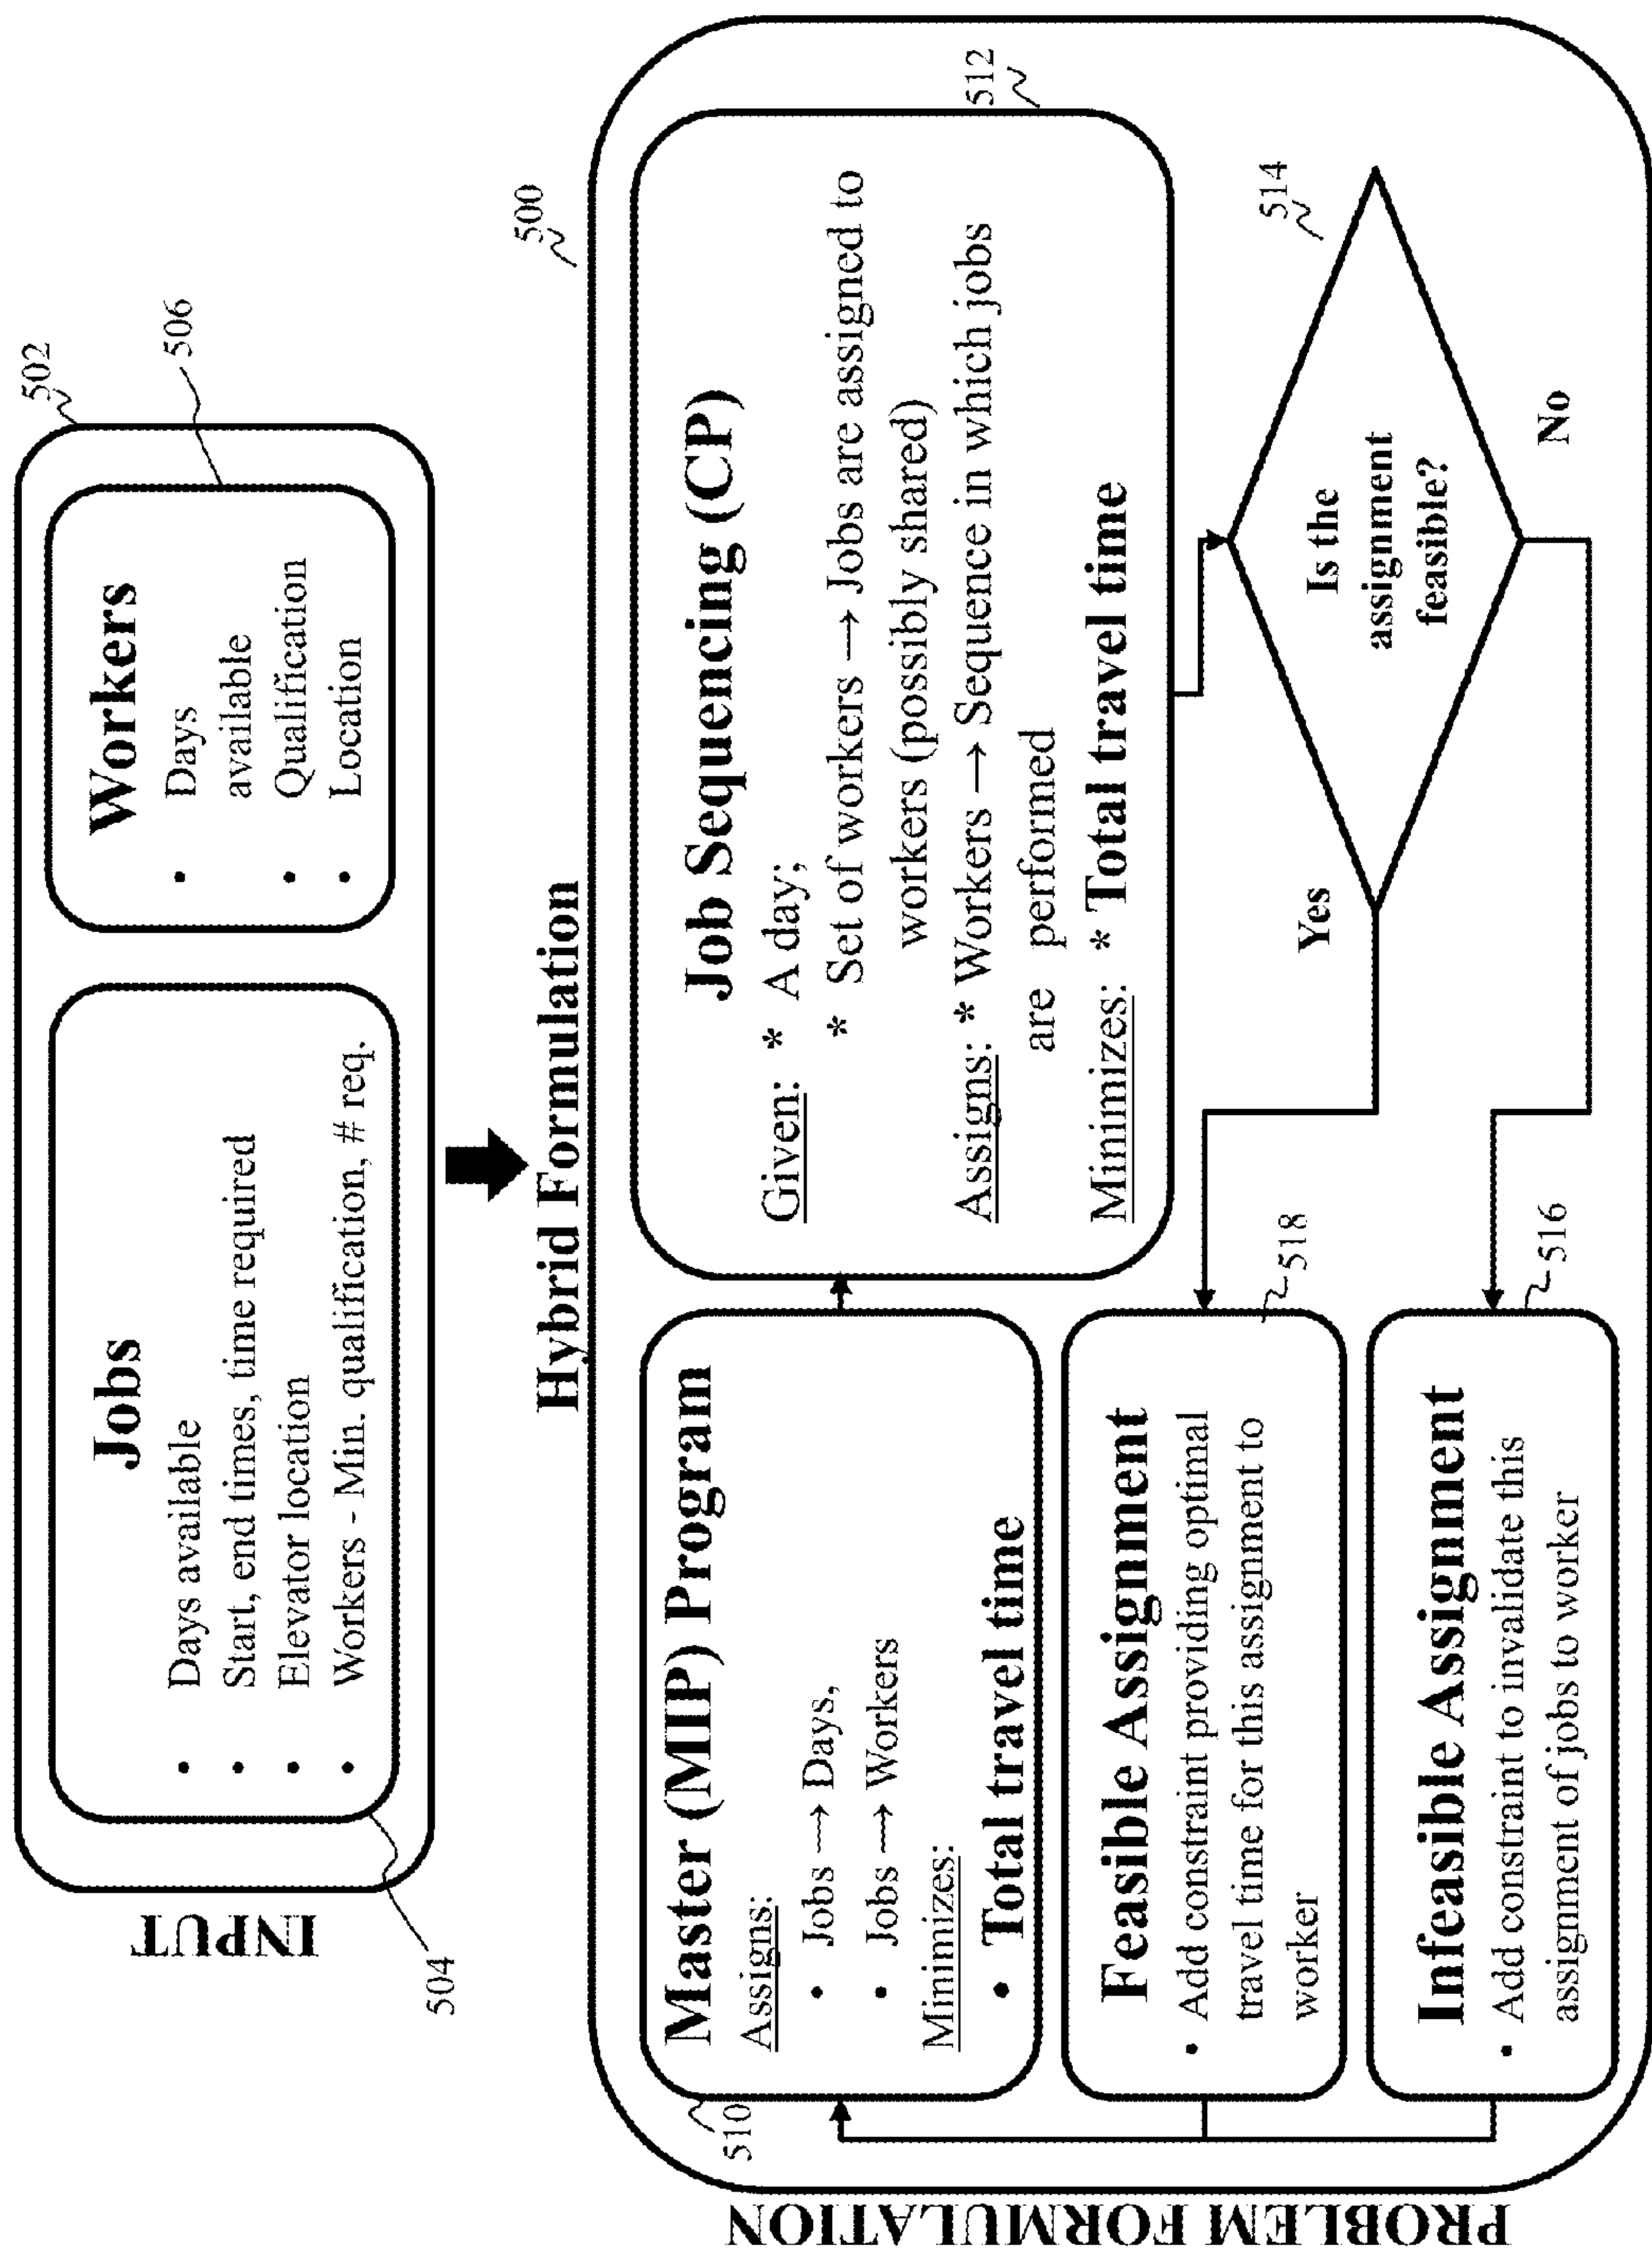 INPUT
502
Jobs
• Days available
• Start, end times, time required
• Elevator location
• Workers - Min. qualification, # req.
504
Workers
• Days
available
• Qualification
• Location
506
Hybrid Formulation
500
PROBLEM FORMULATION
510
Master (MIP) Program
Assigns:
• Jobs → Days,
• Jobs → Workers
Minimizes:
• Total travel time
Job Sequencing (CP)
Given: * A day;
* Set of workers → Jobs are assigned to
workers (possibly shared)
Assigns: * Workers → Sequence in which jobs
are performed
Minimizes: * Total travel time
512
Feasible Assignment
• Add constraint providing optimal
travel time for this assignment to
worker
518
Yes
Is the
assignment
feasible?
514
No
Infeasible Assignment
• Add constraint to invalidate this
assignment of jobs to worker
516